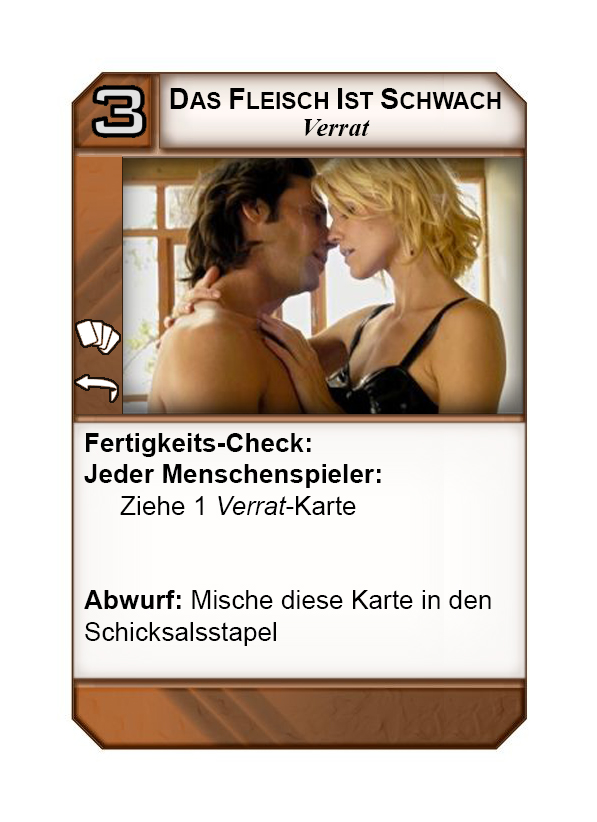 3
Das Fleisch Ist Schwach
Verrat
Fertigkeits-Check:
Jeder Menschenspieler:
Ziehe 1 Verrat-Karte
Abwurf: Mische diese Karte in den
Schicksalsstapel